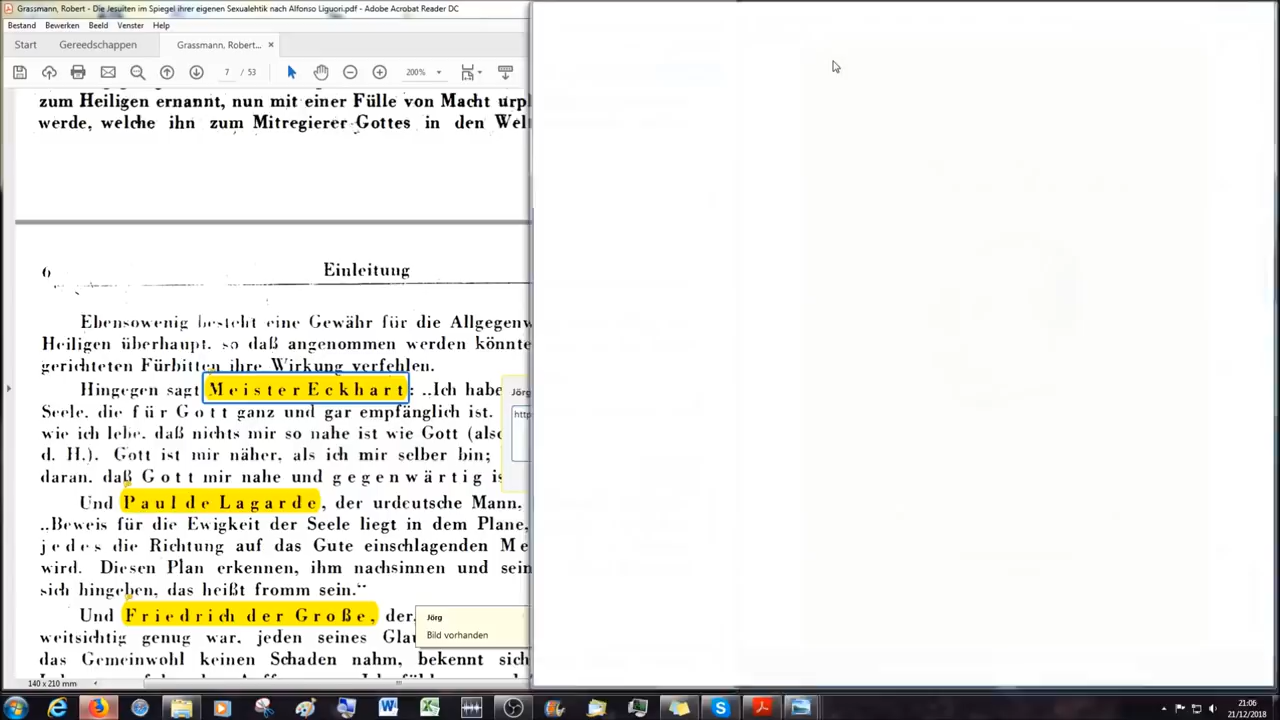 Grassmann, Robert - Die Jesuiten im Spiegel ihrer eigenen Sexualehtik nach Alfonso Liguori.pdf - Adobe Acrobat Reader DC
Bestand Bewerken Beeld Venster Help
Start Gereedschappen Grassmann, Robert... ×
7 / 53 200%
zum Heiligen ernannt, nun mit einer Fülle von Macht urpl
werde, welche ihn zum Mitregierer Gottes in den Wel
6 Einleitung
Ebensowenig besteht eine Gewähr für die Allgegenw
Heiligen überhaupt, so daß angenommen werden könnte
gerichteten Fürbitten ihre Wirkung verfehlen.
Hingegen sagt Meister Eckhart: „Ich habe
Seele, die für Gott ganz und gar empfänglich ist.
wie ich lebe, daß nichts mir so nahe ist wie Gott (also
d. H.). Gott ist mir näher, als ich mir selber bin;
daran, daß Gott mir nahe und gegenwärtig is
Und Paul de Lagarde, der urdeutsche Mann,
„Beweis für die Ewigkeit der Seele liegt in dem Plane,
jedes die Richtung auf das Gute einschlagenden Me
wird. Diesen Plan erkennen, ihm nachsinnen und sein
sich hingeben, das heißt fromm sein.“
Und Friedrich der Große, der
weitsichtig genug war, jeden seines Glau
das Gemeinwohl keinen Schaden nahm, bekennt sich
Jörg
http
Jörg
Bild vorhanden
140 x 210 mm
21:06
21/12/2018